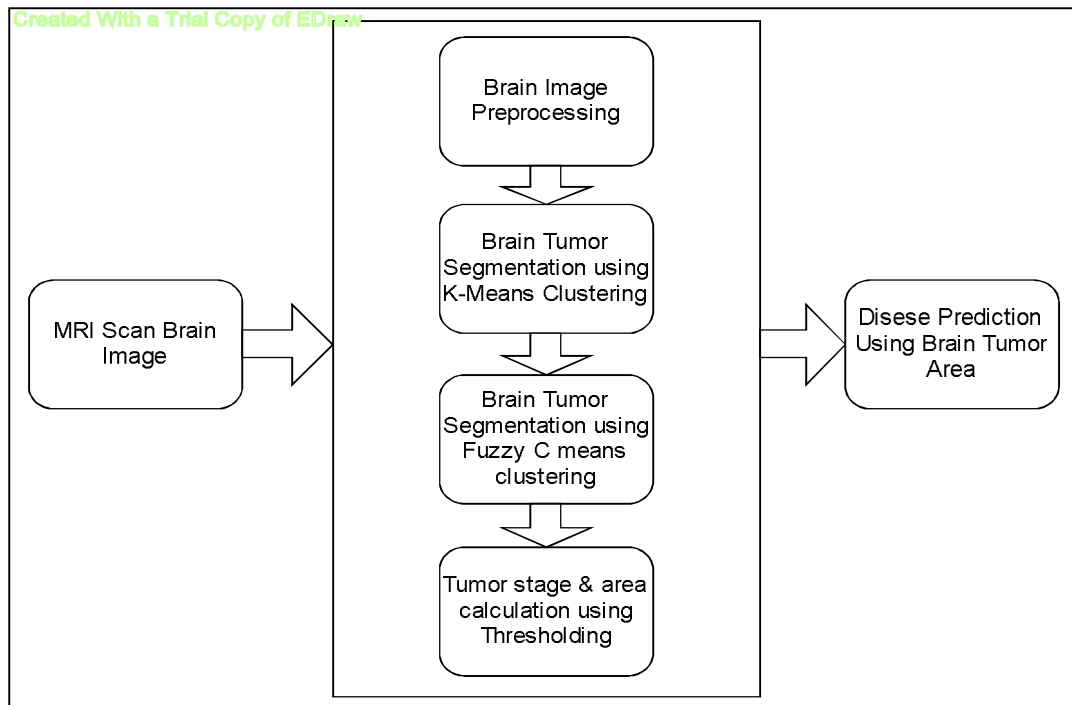 Created With a Trial Copy of EDraw
Brain Image
Preprocessing
Brain Tumor
Segmentation using
K-Means Clustering
MRI Scan Brain
Image
Disese Prediction
Using Brain Tumor
Area
Brain Tumor
Segmentation using
Fuzzy C means
clustering
Tumor stage & area
calculation using
Thresholding